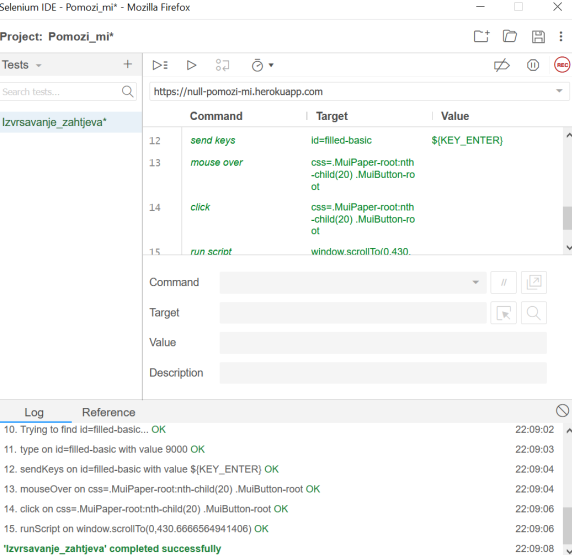 Selenium IDE - Pomozi_mi* - Mozilla Firefox
Project: Pomozi_mi*
Tests
Search tests...
Izvrsavanje_zahtjeva*
REC
https://null-pomozi-mi.herokuapp.com
Command Target Value
12 send keys id=filled-basic ${KEY_ENTER}
13 mouse over css=.MuiPaper-root:nth
-child(20) .MuiButton-ro
ot
14 click css=.MuiPaper-root:nth
-child(20) .MuiButton-ro
ot
15 run script window.scrollTo(0,430.
Command
//
Target
Value
Description
Log Reference
10. Trying to find id=filled-basic... OK 22:09:02
11. type on id=filled-basic with value 9000 OK 22:09:03
12. sendKeys on id=filled-basic with value ${KEY_ENTER} OK 22:09:04
13. mouseOver on css=.MuiPaper-root:nth-child(20) .MuiButton-root OK 22:09:04
14. click on css=.MuiPaper-root:nth-child(20) .MuiButton-root OK 22:09:06
15. runScript on window.scrollTo(0,430.6666564941406) OK 22:09:06
'Izvrsavanje_zahtjeva' completed successfully 22:09:08